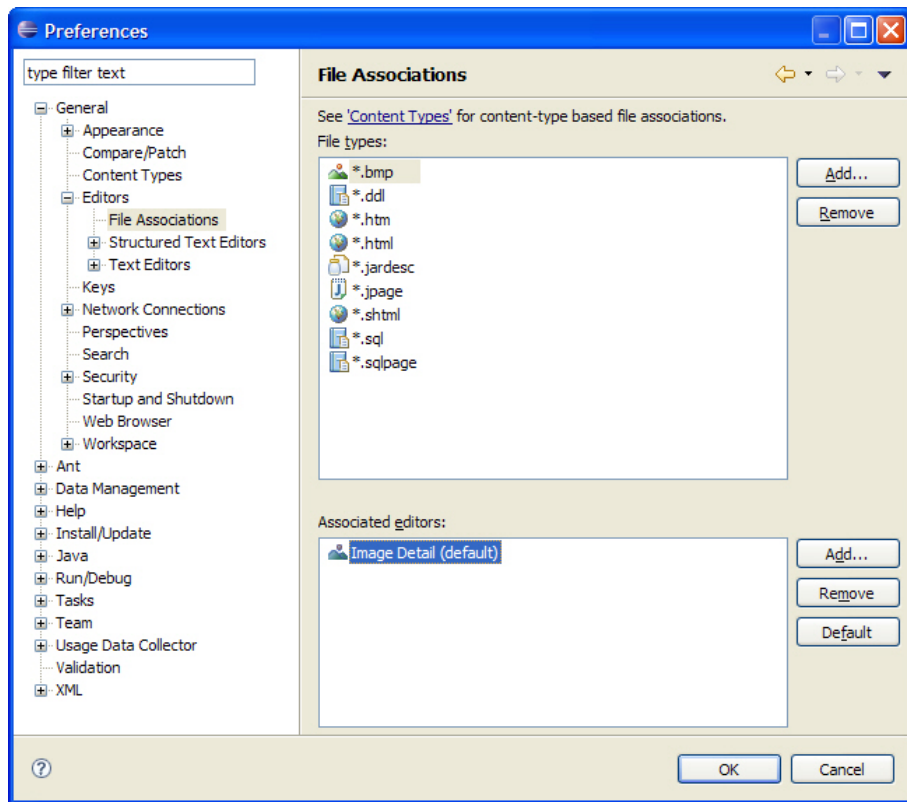 Preferences
type filter text
General
Appearance
Compare/Patch
Content Types
Editors
File Associations
Structured Text Editors
Text Editors
Keys
Network Connections
Perspectives
Search
Security
Startup and Shutdown
Web Browser
Workspace
Ant
Data Management
Help
Install/Update
Java
Run/Debug
Tasks
Team
Usage Data Collector
Validation
XML
File Associations
See 'Content Types' for content-type based file associations.
File types:
*.bmp
*.ddl
*.htm
*.html
*.jardesc
*.jpage
*.shtml
*.sql
*.sqlpage
Add...
Remove
Associated editors:
Image Detail (default)
Add...
Remove
Default
OK
Cancel